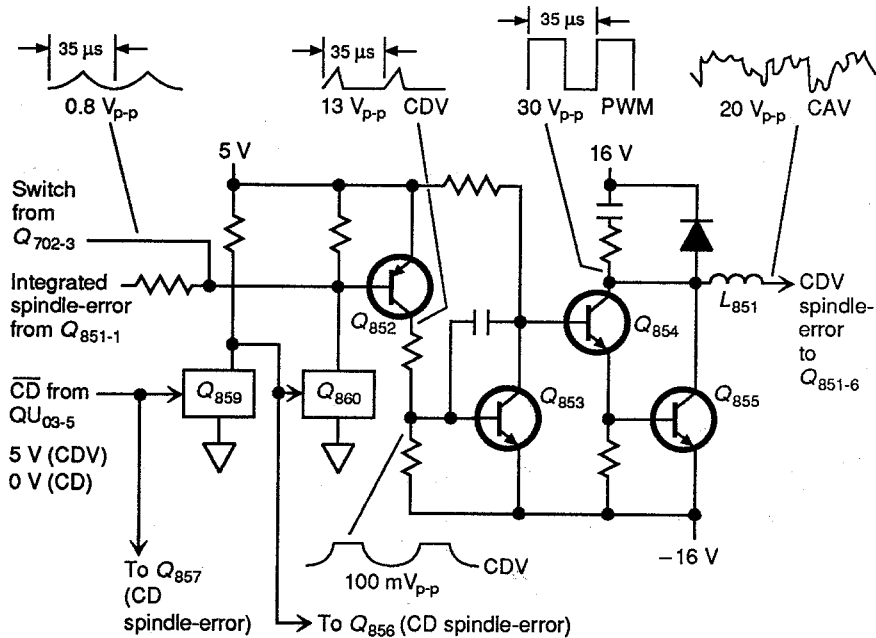 35 μs
35 μs
35 μs
0.8 Vp-p
13 Vp-p CDV
30 Vp-p PWM
20 Vp-p CAV
5 V
16 V
Switch
from
Q702-3
Integrated
spindle-error
from Q851-1
Q852
Q854
L851
CDV
spindle-
error
to
Q851-6
CD from
QU03-5
Q859
Q860
Q853
Q855
5 V (CDV)
0 V (CD)
−16 V
To Q857
(CD
spindle-error)
CDV
100 mVp-p
To Q856 (CD spindle-error)